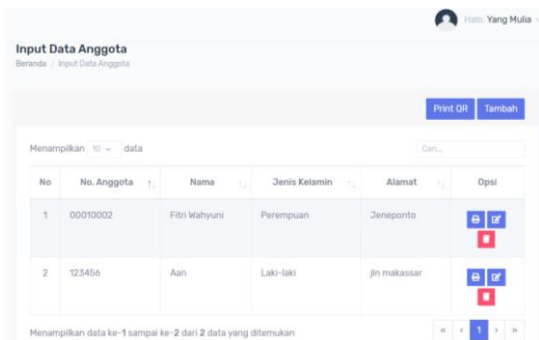 Halo, Yang Mulia
Input Data Anggota
Beranda / Input Data Anggota
Print QR Tambah
Menampilkan 10 data Cari...
No No. Anggota Nama Jenis Kelamin Alamat Opsi
1 00010002 Fitri Wahyuni Perempuan Jeneponto
2 123456 Aan Laki-laki jln makassar
Menampilkan data ke-1 sampai ke-2 dari 2 data yang ditemukan « ‹ 1 › »